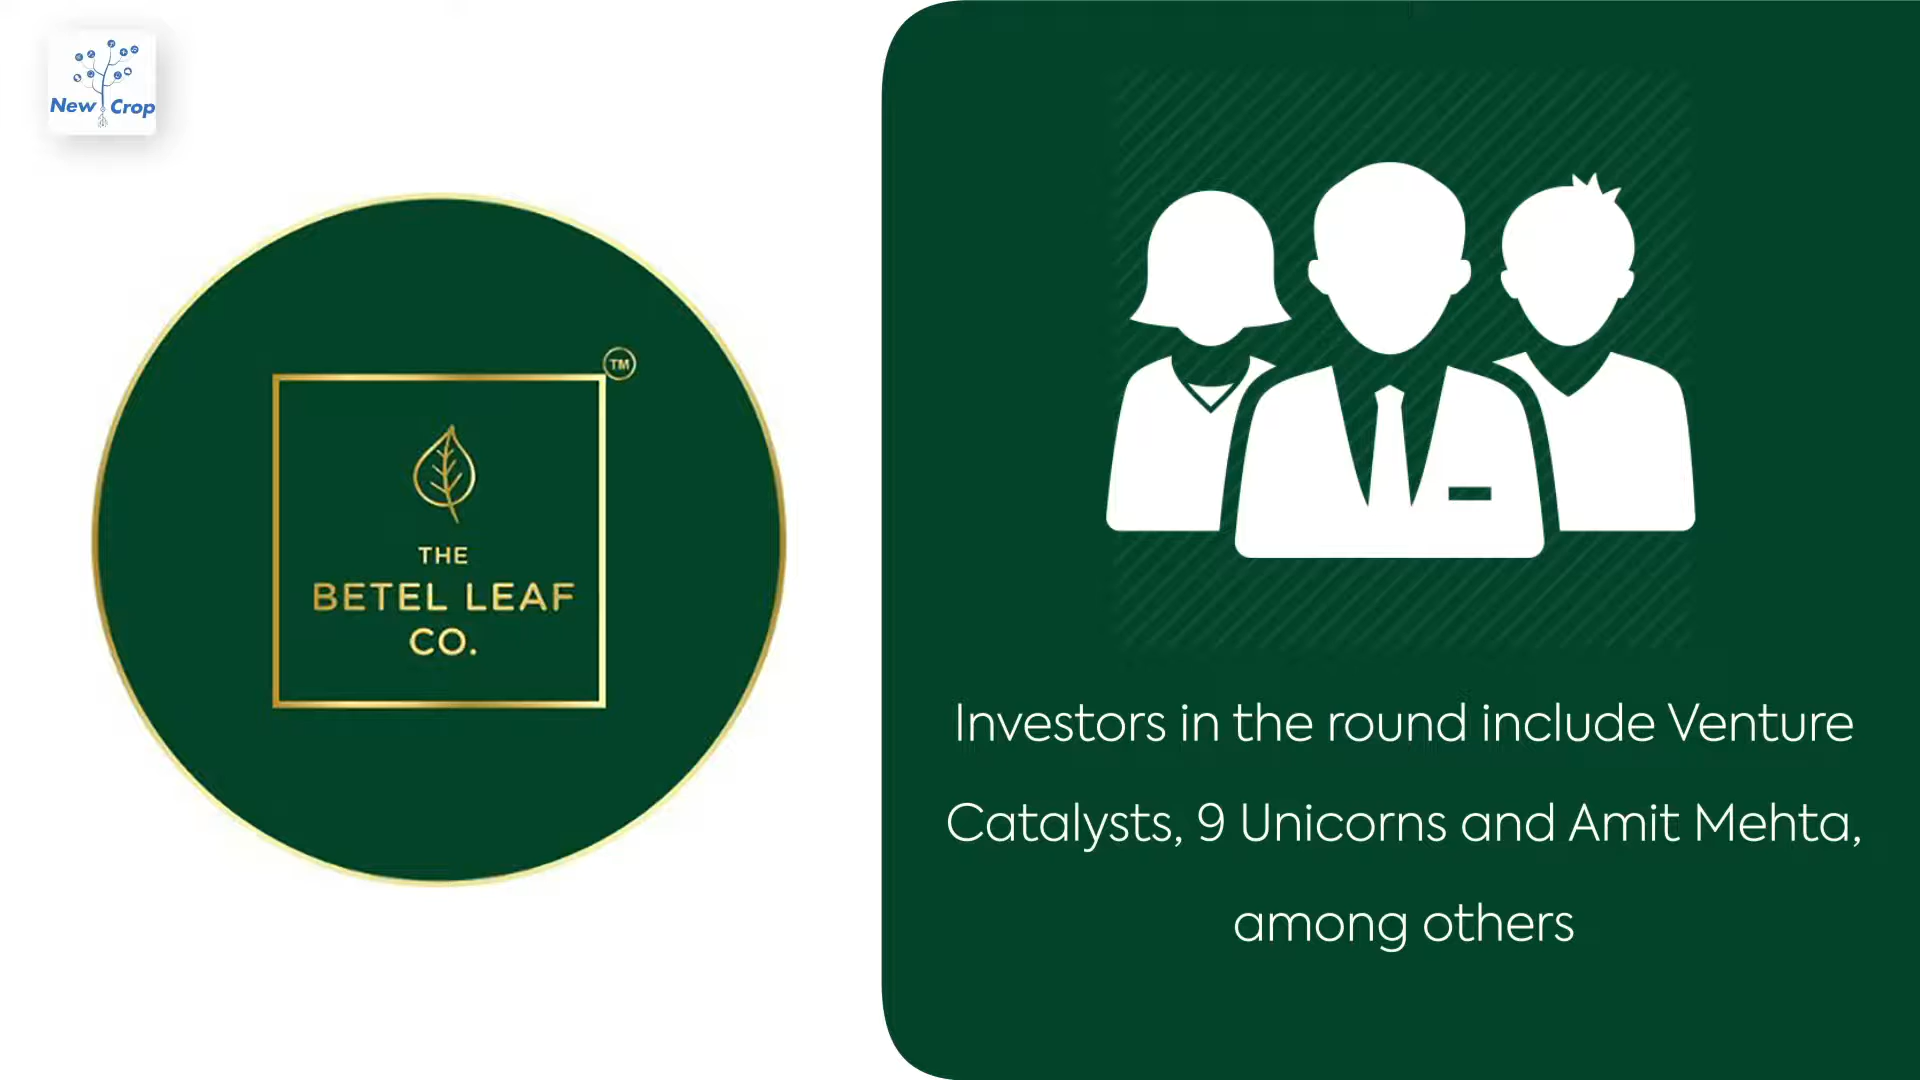 New Crop
TM
THE
BETEL LEAF
CO.
Investors in the round include Venture
Catalysts, 9 Unicorns and Amit Mehta,
among others